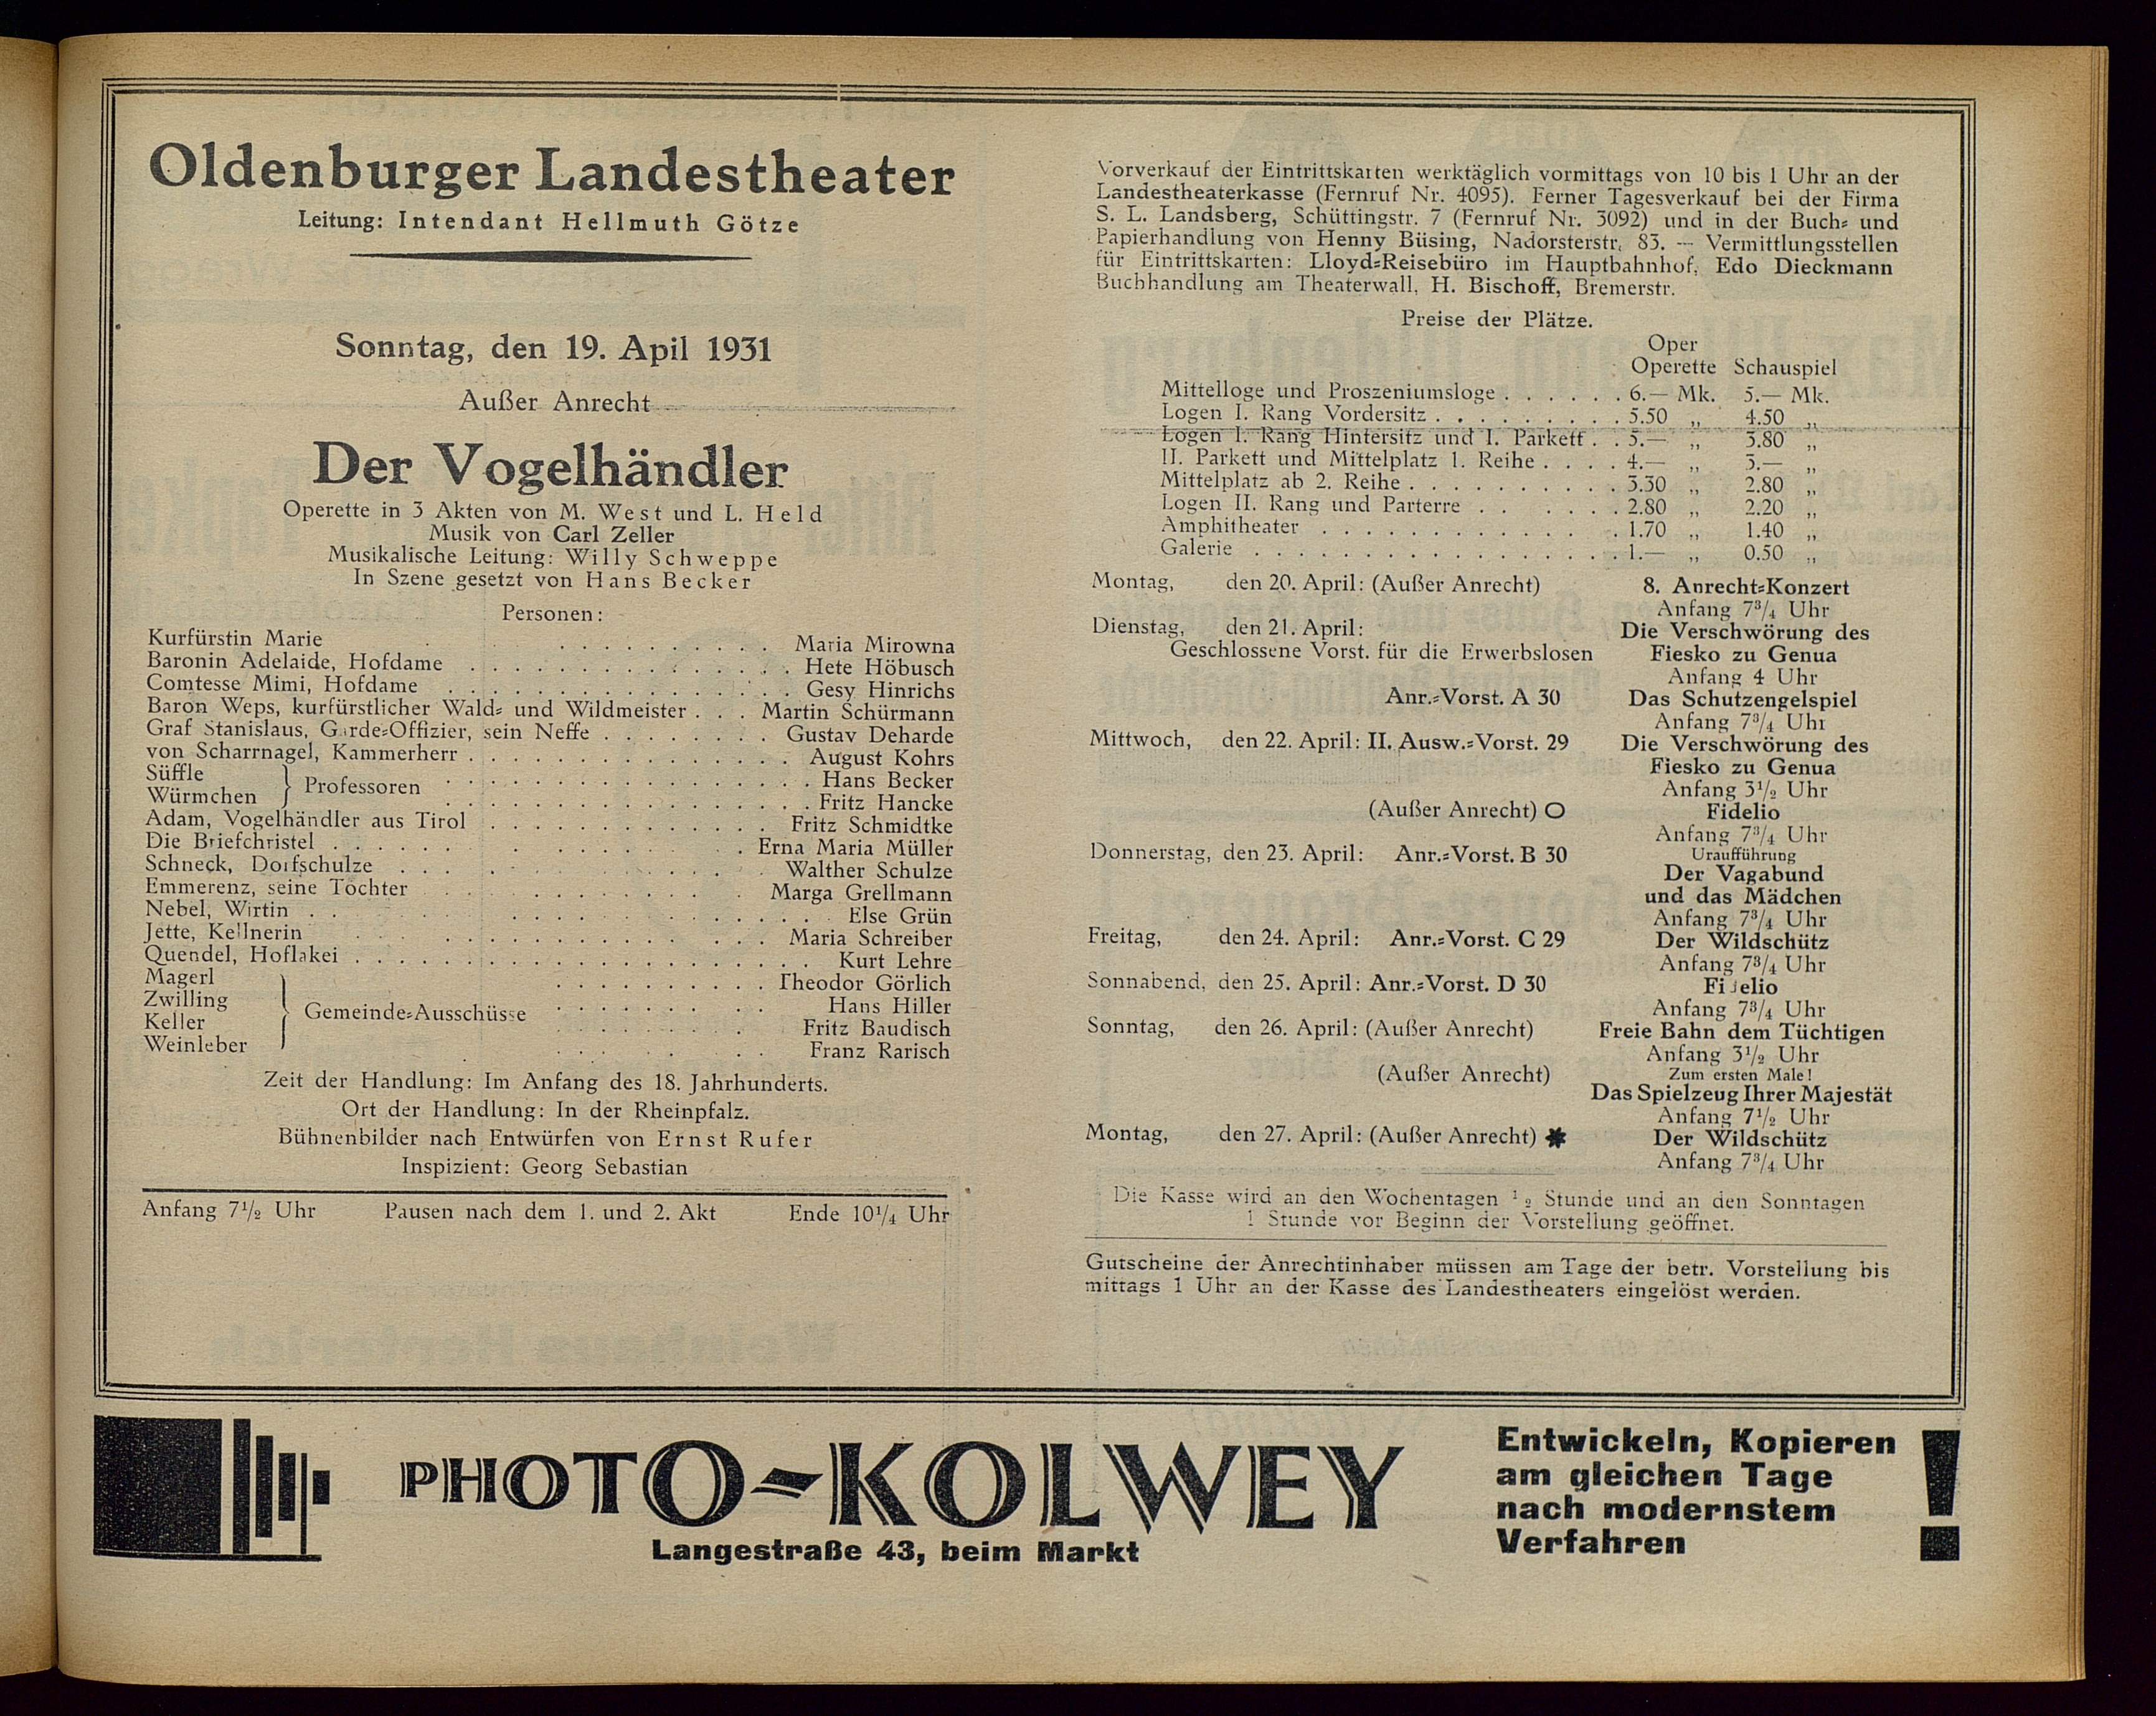 Oldenburger Landestheater
Leitung: Intendant Hellmuth Götze
Sonntag, den 19. Apil 1931
Außer Anrecht
Der Vogelhändler
Operette in 3 Akten von M. West und L. Held
Musik von Carl Zeller
Musikalische Leitung: Willy Schweppe
In Szene gesetzt von Hans Becker
Personen:
Kurfürstin Marie . . . . . . . . . Maria Mirowna
Baronin Adelaide, Hofdame . . . . . . . . . Hete Höbusch
Comtesse Mimi, Hofdame . . . . . . . . . Gesy Hinrichs
Baron Weps, kurfürstlicher Wald= und Wildmeister . . . Martin Schürmann
Graf Stanislaus, Garde=Offizier, sein Neffe . . . . . . . . Gustav Deharde
von Scharrnagel, Kammerherr . . . . . . . . . August Kohrs
Süffle } Professoren . . . . . . . . . Hans Becker
Würmchen . . . . . . . . . Fritz Hancke
Adam, Vogelhändler aus Tirol . . . . . . . . . Fritz Schmidtke
Die Briefchristel . . . . . . . . . Erna Maria Müller
Schneck, Dorfschulze . . . . . . . . . Walther Schulze
Emmerenz, seine Tochter . . . . . . . . . Marga Grellmann
Nebel, Wirtin . . . . . . . . . Else Grün
Jette, Kellnerin . . . . . . . . . Maria Schreiber
Quendel, Hoflakei . . . . . . . . . Kurt Lehre
Magerl . . . . . . . . . Theodor Görlich
Zwilling } Gemeinde=Ausschüsse . . . . . . . . Hans Hiller
Keller . . . . . . . . Fritz Baudisch
Weinleber . . . . . . . . Franz Rarisch
Zeit der Handlung: Im Anfang des 18. Jahrhunderts.
Ort der Handlung: In der Rheinpfalz.
Bühnenbilder nach Entwürfen von Ernst Rufer
Inspizient: Georg Sebastian
Anfang 7½ Uhr Pausen nach dem 1. und 2. Akt Ende 10¼ Uhr
Vorverkauf der Eintrittskarten werktäglich vormittags von 10 bis 1 Uhr an der
Landestheaterkasse (Fernruf Nr. 4095). Ferner Tagesverkauf bei der Firma
S. L. Landsberg, Schüttingstr. 7 (Fernruf Nr. 3092) und in der Buch= und
Papierhandlung von Henny Büsing, Nadorsterstr. 83. — Vermittlungsstellen
für Eintrittskarten: Lloyd=Reisebüro im Hauptbahnhof, Edo Dieckmann
Buchhandlung am Theaterwall, H. Bischoff, Bremerstr.
Preise der Plätze.
Oper
Operette Schauspiel
Mittelloge und Proszeniumsloge . . . . . . 6.— Mk. 5.— Mk.
Logen I. Rang Vordersitz . . . . . . . . . 5.50 „ 4.50 „
Logen I. Rang Hintersitz und I. Parkett . . 5.— „ 3.80 „
II. Parkett und Mittelplatz 1. Reihe . . . . 4.— „ 3.— „
Mittelplatz ab 2. Reihe . . . . . . . . . . 3.30 „ 2.80 „
Logen II. Rang und Parterre . . . . . . 2.80 „ 2.20 „
Amphitheater . . . . . . . . . . . . 1.70 „ 1.40 „
Galerie . . . . . . . . . . . . . . . . 1.— „ 0.50 „
Montag, den 20. April: (Außer Anrecht) 8. Anrecht=Konzert
Anfang 7¾ Uhr
Dienstag, den 21. April: Die Verschwörung des
Geschlossene Vorst. für die Erwerbslosen Fiesko zu Genua
Anfang 4 Uhr
Anr.=Vorst. A 30 Das Schutzengelspiel
Anfang 7¾ Uhr
Mittwoch, den 22. April: II. Ausw.=Vorst. 29 Die Verschwörung des
Fiesko zu Genua
Anfang 3½ Uhr
(Außer Anrecht) O Fidelio
Anfang 7¾ Uhr
Donnerstag, den 23. April: Anr.=Vorst. B 30 Uraufführung
Der Vagabund
und das Mädchen
Anfang 7¾ Uhr
Freitag, den 24. April: Anr.=Vorst. C 29 Der Wildschütz
Anfang 7¾ Uhr
Sonnabend, den 25. April: Anr.=Vorst. D 30 Fidelio
Anfang 7¾ Uhr
Sonntag, den 26. April: (Außer Anrecht) Freie Bahn dem Tüchtigen
Anfang 3½ Uhr
(Außer Anrecht) Zum ersten Male!
Das Spielzeug Ihrer Majestät
Anfang 7½ Uhr
Montag, den 27. April: (Außer Anrecht) ✱ Der Wildschütz
Anfang 7¾ Uhr
Die Kasse wird an den Wochentagen ½ Stunde und an den Sonntagen
1 Stunde vor Beginn der Vorstellung geöffnet.
Gutscheine der Anrechtinhaber müssen am Tage der betr. Vorstellung bis
mittags 1 Uhr an der Kasse des Landestheaters eingelöst werden.
PHOTO=KOLWEY
Langestraße 43, beim Markt
Entwickeln, Kopieren
am gleichen Tage
nach modernstem
Verfahren !